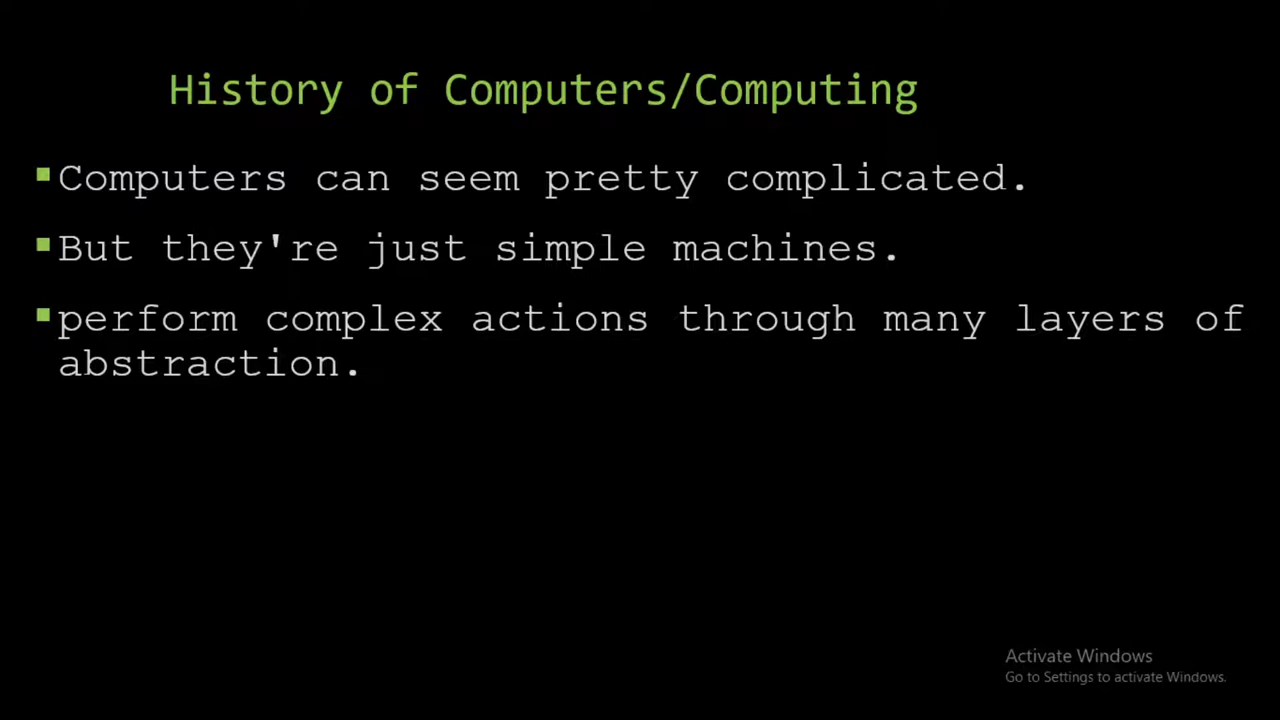 History of Computers/Computing
▪Computers can seem pretty complicated.
▪But they're just simple machines.
▪perform complex actions through many layers of
abstraction.
Activate Windows
Go to Settings to activate Windows.